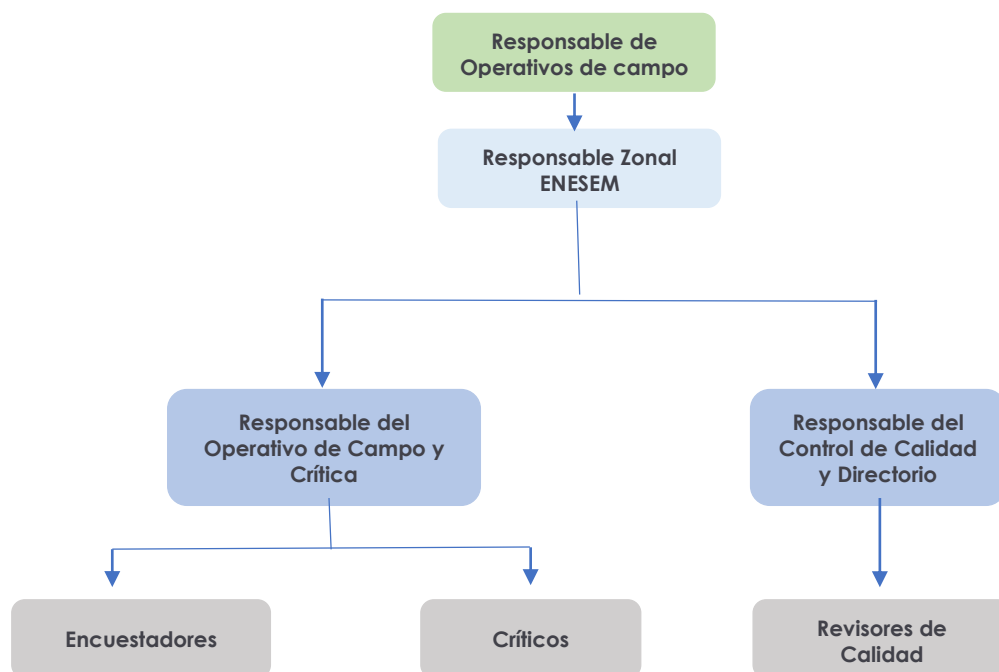 Responsable de
Operativos de campo
Responsable Zonal
ENESEM
Responsable del
Operativo de Campo y
Crítica
Responsable del
Control de Calidad
y Directorio
Encuestadores
Críticos
Revisores de
Calidad